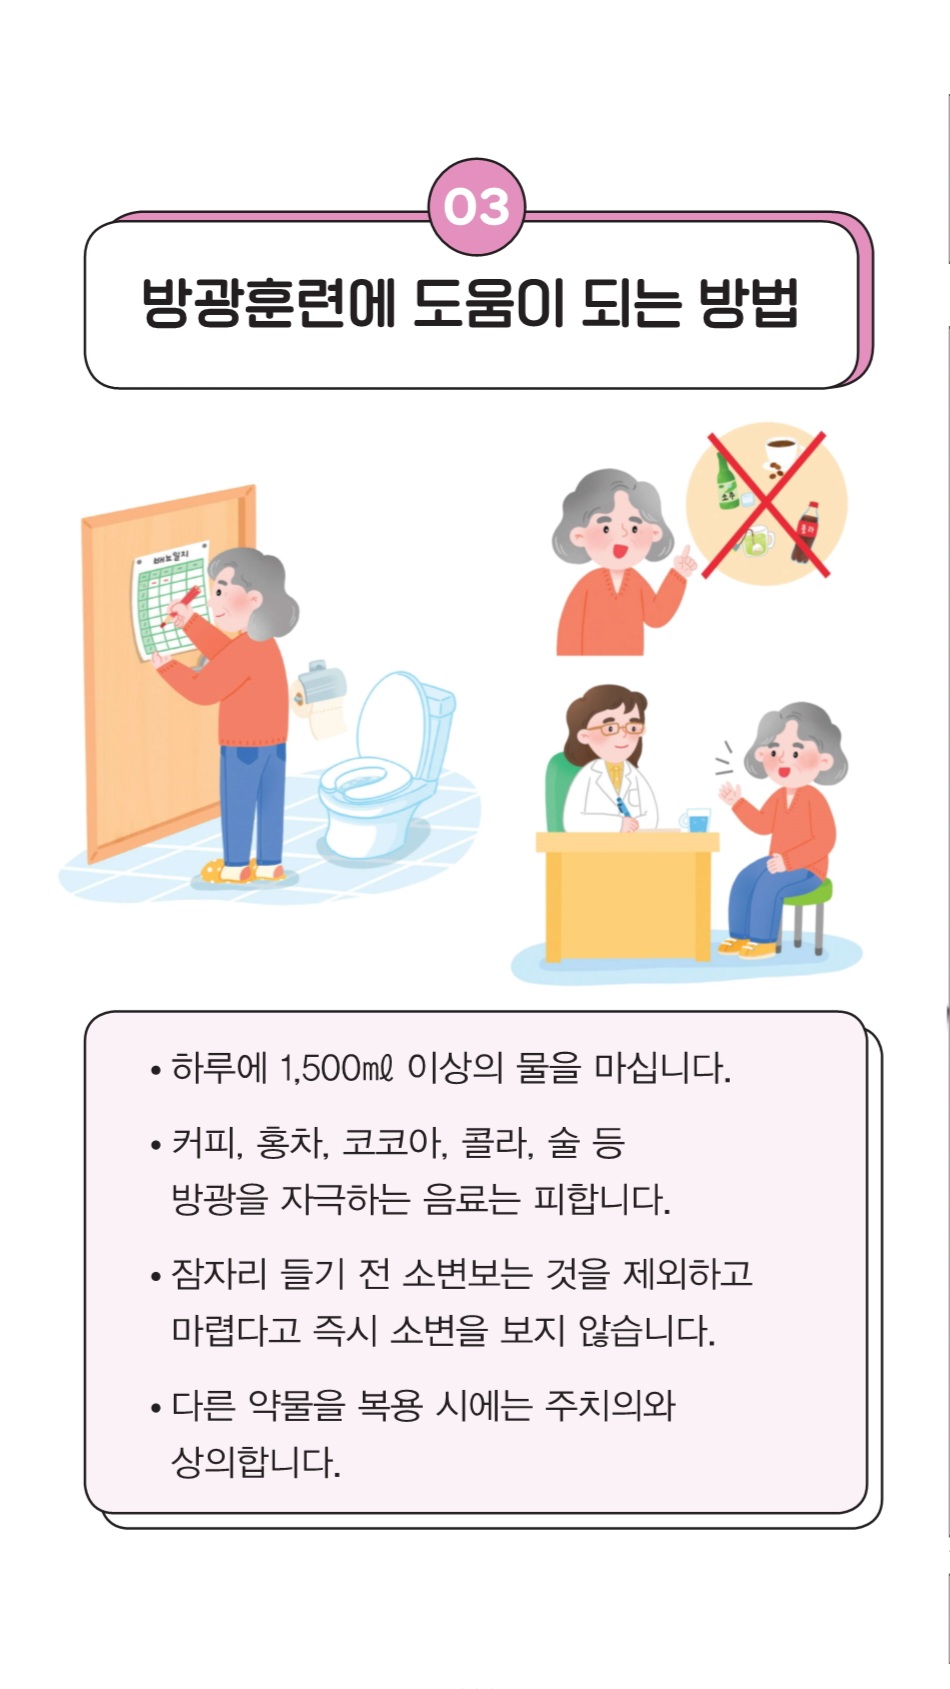 03
방광훈련에 도움이 되는 방법
배뇨일지
소주
콜라
• 하루에 1,500㎖ 이상의 물을 마십니다.
• 커피, 홍차, 코코아, 콜라, 술 등
방광을 자극하는 음료는 피합니다.
• 잠자리 들기 전 소변보는 것을 제외하고
마렵다고 즉시 소변을 보지 않습니다.
• 다른 약물을 복용 시에는 주치의와
상의합니다.